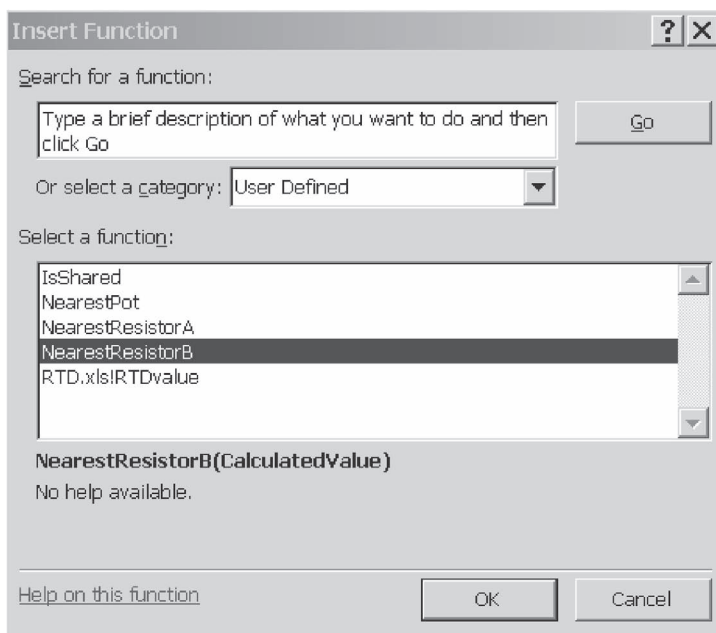 Insert Function
? X
Search for a function:
Type a brief description of what you want to do and then
click Go
Go
Or select a category: User Defined
Select a function:
IsShared
NearestPot
NearestResistorA
NearestResistorB
RTD.xls!RTDvalue
NearestResistorB(CalculatedValue)
No help available.
Help on this function
OK
Cancel